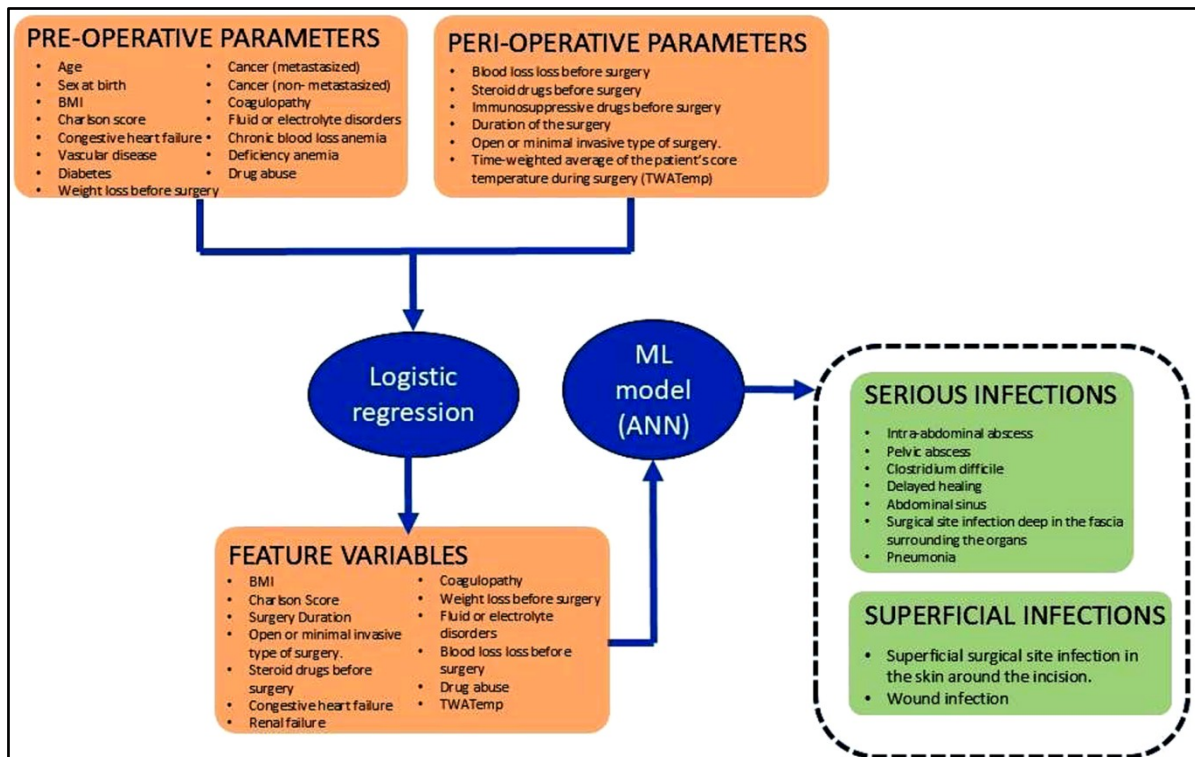 PRE-OPERATIVE PARAMETERS
• Age
• Sex at birth
• BMI
• Charlson score
• Congestive heart failure
• Vascular disease
• Diabetes
• Weight loss before surgery
• Cancer (metastasized)
• Cancer (non- metastasized)
• Coagulopathy
• Fluid or electrolyte disorders
• Chronic blood loss anemia
• Deficiency anemia
• Drug abuse
PERI-OPERATIVE PARAMETERS
• Blood loss loss before surgery
• Steroid drugs before surgery
• Immunosuppressive drugs before surgery
• Duration of the surgery
• Open or minimal invasive type of surgery.
• Time-weighted average of the patient's core
temperature during surgery (TWATemp)
Logistic
regression
FEATURE VARIABLES
• BMI
• Charlson Score
• Surgery Duration
• Open or minimal invasive
type of surgery.
• Steroid drugs before
surgery
• Congestive heart failure
• Renal failure
• Coagulopathy
• Weight loss before surgery
• Fluid or electrolyte
disorders
• Blood loss loss before
surgery
• Drug abuse
• TWATemp
ML
model
(ANN)
SERIOUS INFECTIONS
• Intra-abdominal abscess
• Pelvic abscess
• Clostridium difficile
• Delayed healing
• Abdominal sinus
• Surgical site infection deep in the fascia
surrounding the organs
• Pneumonia
SUPERFICIAL INFECTIONS
• Superficial surgical site infection in
the skin around the incision.
• Wound infection